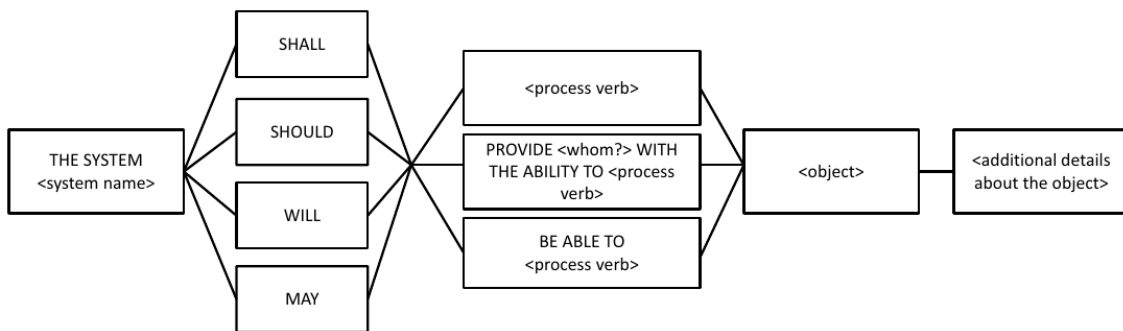 THE SYSTEM
<system name>
SHALL
SHOULD
WILL
MAY
<process verb>
PROVIDE <whom?> WITH
THE ABILITY TO <process
verb>
BE ABLE TO
<process verb>
<object>
<additional details
about the object>